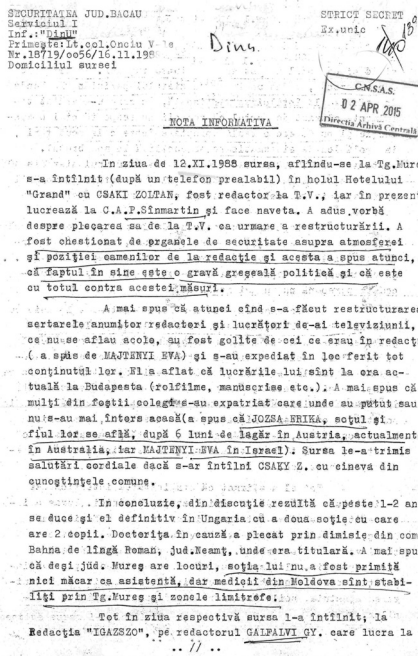 SECURITATEA JUD.BACAU STRICT SECRET
Serviciul I Ex.unic
Inf.:"DinU"
Primeşte:Lt.col.Onciu
Nr.18719/oo56/16.11.198
Domiciliul sursei
Dinu
C.N.S.A.S.
02 APR 2015
Direcția Arhivă Centrală
NOTA INFORMATIVA
In ziua de 12.XI.1988 sursa, aflîndu-se la Tg.Mure
s-a întîlnit (după un telefon prealabil) în holul Hotelului
"Grand" cu CSAKI ZOLTAN, fost redactor la T.V., iar în prezen
lucrează la C.A.P.Sînmartin şi face naveta. A adus vorbă
despre plecarea sa de la T.V. ca urmare a restructurării. A
fost chestionat de organele de securitate asupra atmosferei
şi poziţiei oamenilor de la redacţie şi acesta a spus atunci,
că faptul în sine este o gravă greşeală politică şi că este
cu totul contra acestei măsuri.
A mai spus că atunci cînd s-a făcut restructurarea
sertarele anumitor redactori şi lucrători de-ai televiziunii,
ce nu se aflau acolo, au fost golite de cei ce erau în redacţ
( a spus de MAJTENYI EVA) şi s-au expediat în loc ferit tot
conţinutul lor. El a aflat că lucrările lui sînt la ora ac-
tuală la Budapesta (rolfilme, manuscrise etc.). A mai spus că
mulţi din foştii colegi s-au expatriat care unde au putut sau
nu s-au mai întors acasă(a spus că JOZSA ERIKA, soţul şi
fiul lor se află, după 6 luni de lagăr în Austria, actualment
în Australia, iar MAJTENYI EVA în Israel). Sursa le-a trimis
salutări cordiale dacă s-ar întîlni CSAKY Z. cu cineva din
cunoştinţele comune.
In concluzie, din discuţie rezultă că peste 1-2 an
se duce şi el definitiv în Ungaria cu a două soţie cu care
are 2 copii. Doctoriţa în cauză a plecat prin dimisie din com
Bahna de lîngă Roman, jud.Neamţ, unde era titulară. A mai spu
că deşi jud. Mureş are locuri, soţia lui nu a fost primită
nici măcar ca asistentă, dar medicii din Moldova sînt stabi-
liţi prin Tg.Mureş şi zonele limitrofe.
Tot în ziua respectivă sursa l-a întîlnit, la
Redacţia "IGAZSZO", pe redactorul GALPALVI GY. care lucra la